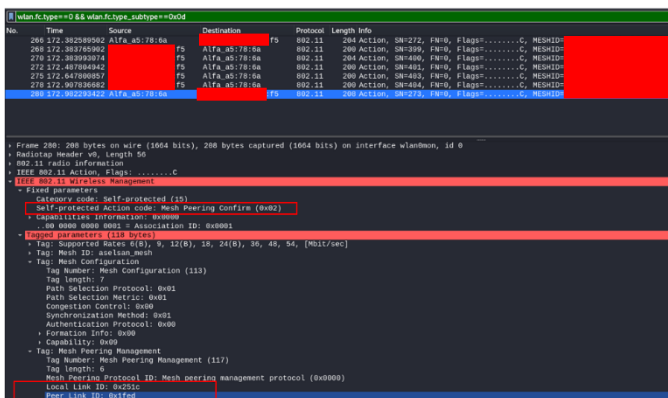 wlan.fc.type==0 && wlan.fc.type_subtype==0x0d
No. Time Source Destination Protocol Length Info
266 172.382589502 Alfa_a5:78:6a f5 802.11 204 Action, SN=272, FN=0, Flags=........C, MESHID=
268 172.383765902 f5 Alfa_a5:78:6a 802.11 200 Action, SN=399, FN=0, Flags=........C, MESHID=
270 172.383993074 f5 Alfa_a5:78:6a 802.11 204 Action, SN=400, FN=0, Flags=........C, MESHID=
272 172.487804942 f5 Alfa_a5:78:6a 802.11 200 Action, SN=401, FN=0, Flags=........C, MESHID=
275 172.647800857 f5 Alfa_a5:78:6a 802.11 200 Action, SN=403, FN=0, Flags=........C, MESHID=
278 172.907836682 f5 Alfa_a5:78:6a 802.11 200 Action, SN=404, FN=0, Flags=........C, MESHID=
280 172.982293422 Alfa_a5:78:6a :f5 802.11 208 Action, SN=273, FN=0, Flags=........C, MESHID=
Frame 280: 208 bytes on wire (1664 bits), 208 bytes captured (1664 bits) on interface wlan0mon, id 0
Radiotap Header v0, Length 56
802.11 radio information
IEEE 802.11 Action, Flags: ........C
IEEE 802.11 Wireless Management
Fixed parameters
Category code: Self-protected (15)
Self-protected Action code: Mesh Peering Confirm (0x02)
Capabilities Information: 0x0000
..00 0000 0000 0001 = Association ID: 0x0001
Tagged parameters (118 bytes)
Tag: Supported Rates 6(B), 9, 12(B), 18, 24(B), 36, 48, 54, [Mbit/sec]
Tag: Mesh ID: aselsan_mesh
Tag: Mesh Configuration
Tag Number: Mesh Configuration (113)
Tag length: 7
Path Selection Protocol: 0x01
Path Selection Metric: 0x01
Congestion Control: 0x00
Synchronization Method: 0x01
Authentication Protocol: 0x00
Formation Info: 0x00
Capability: 0x09
Tag: Mesh Peering Management
Tag Number: Mesh Peering Management (117)
Tag length: 6
Mesh Peering Protocol ID: Mesh peering management protocol (0x0000)
Local Link ID: 0x251c
Peer Link ID: 0x1fed